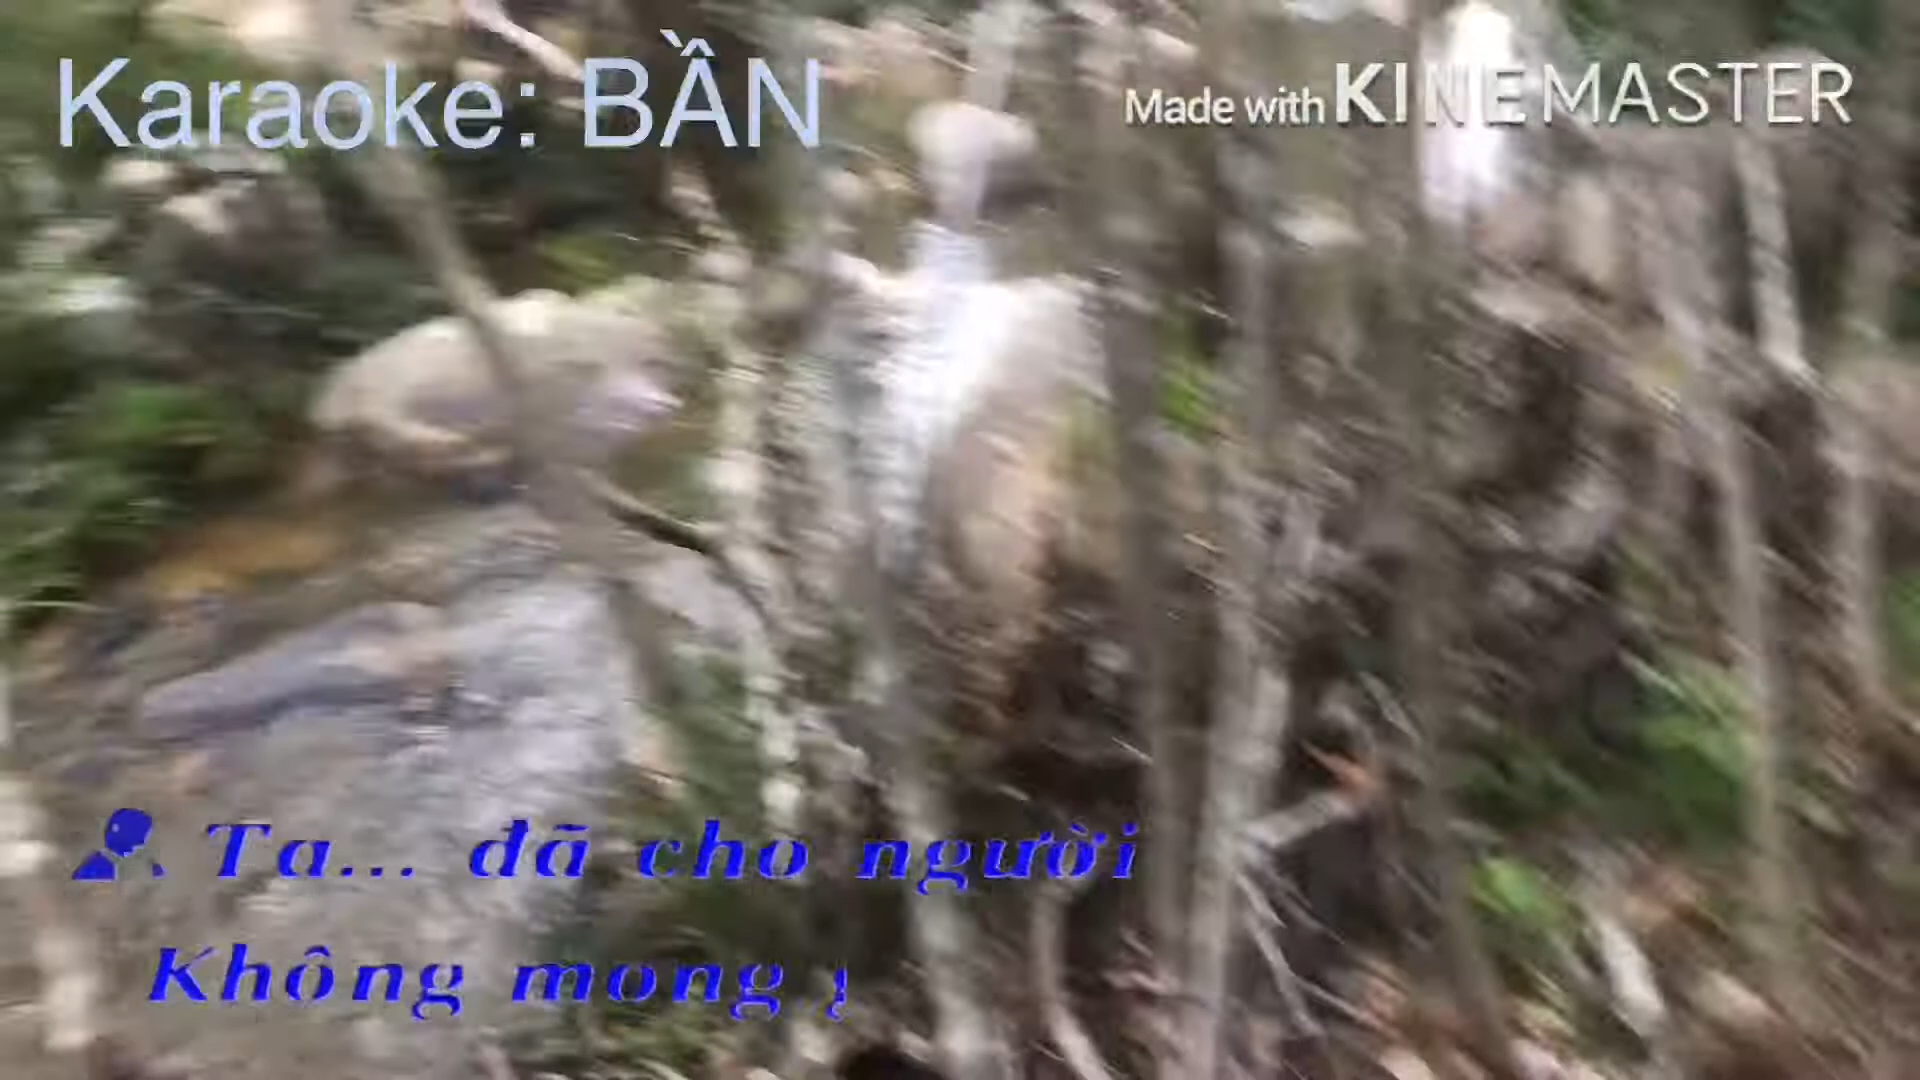 Karaoke: BẦN
Made with KINEMASTER
Ta... đã cho người
Không mong